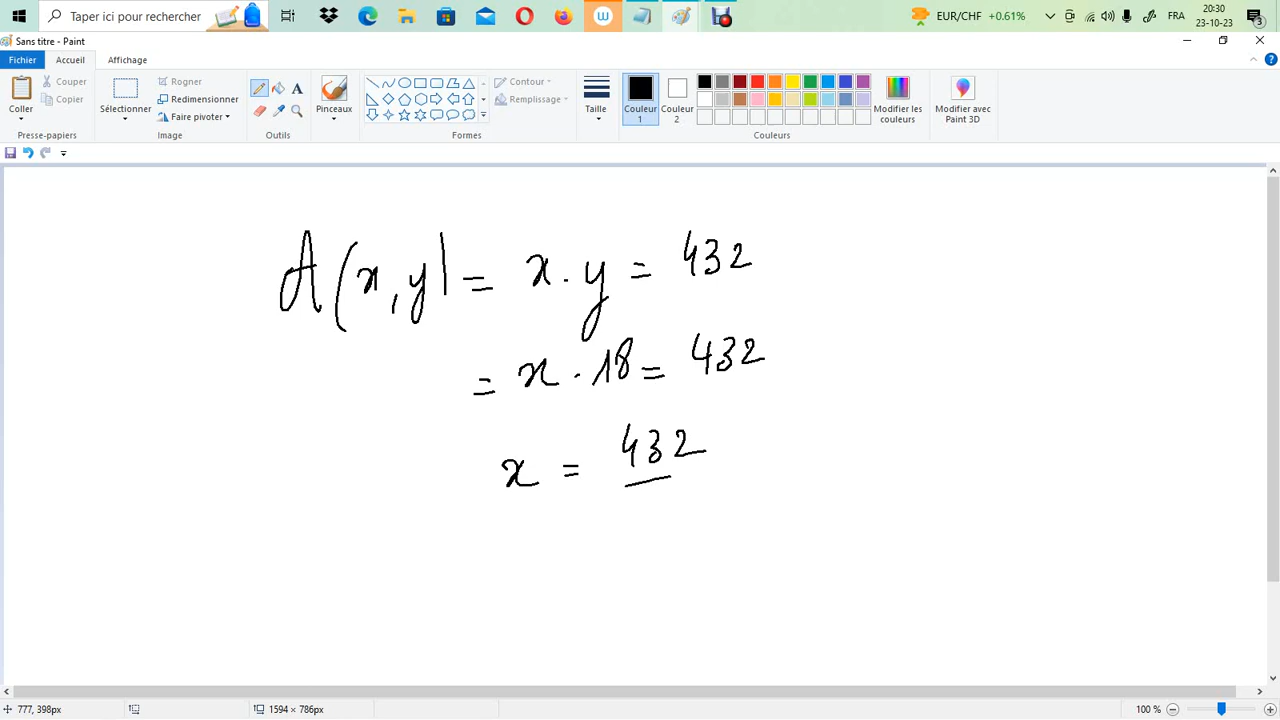 Taper ici pour rechercher
EUR/CHF +0.61%
FRA
20:30
23-10-23
3
Sans titre - Paint
Fichier
Accueil
Affichage
Coller
Couper
Copier
Presse-papiers
Sélectionner
Rogner
Redimensionner
Faire pivoter
Image
A
Outils
Pinceaux
Contour
Remplissage
Formes
Taille
Couleur 1
Couleur 2
Modifier les couleurs
Couleurs
Modifier avec Paint 3D
A(x,y) = x · y = 432
= x · 18 = 432
x = 432
777, 398px
1594 × 786px
100 %